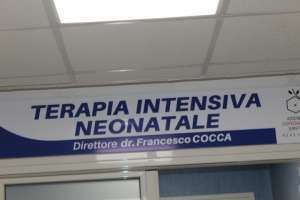 TERAPIA INTENSIVA
NEONATALE
Direttore dr. Francesco COCCA